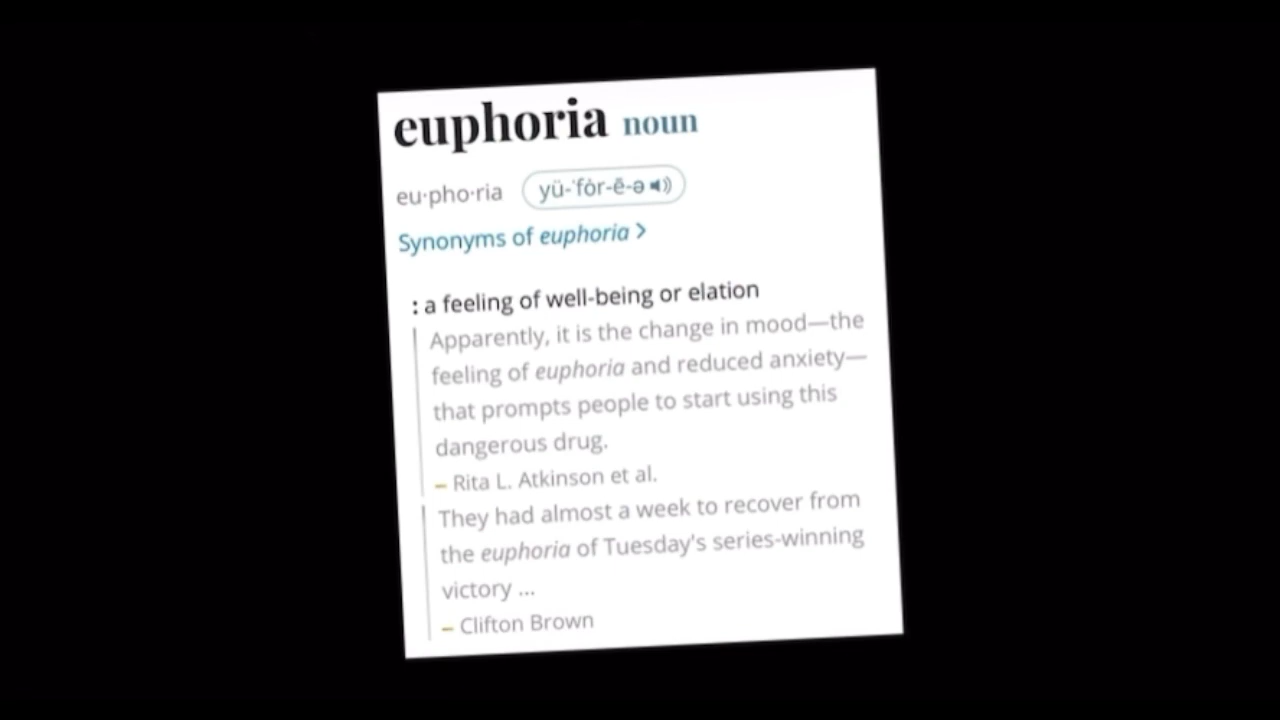 euphoria noun
eu·pho·ria yü-ˈfȯr-ē-ə
Synonyms of euphoria >
: a feeling of well-being or elation
Apparently, it is the change in mood—the
feeling of euphoria and reduced anxiety—
that prompts people to start using this
dangerous drug.
– Rita L. Atkinson et al.
They had almost a week to recover from
the euphoria of Tuesday's series-winning
victory ...
– Clifton Brown